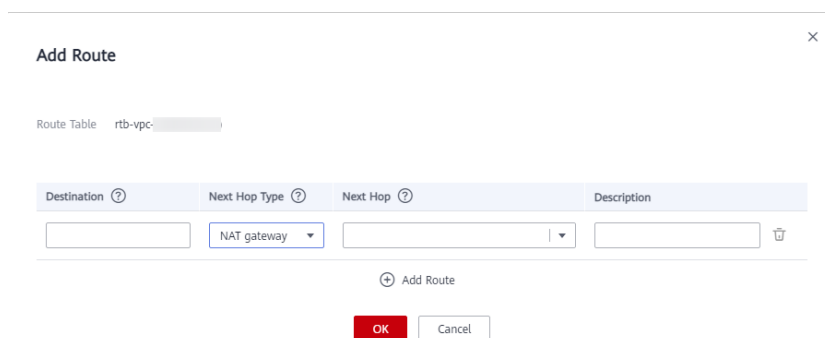 Add Route
Route Table rtb-vpc-
Destination ? Next Hop Type ? Next Hop ? Description
NAT gateway
Add Route
OK Cancel